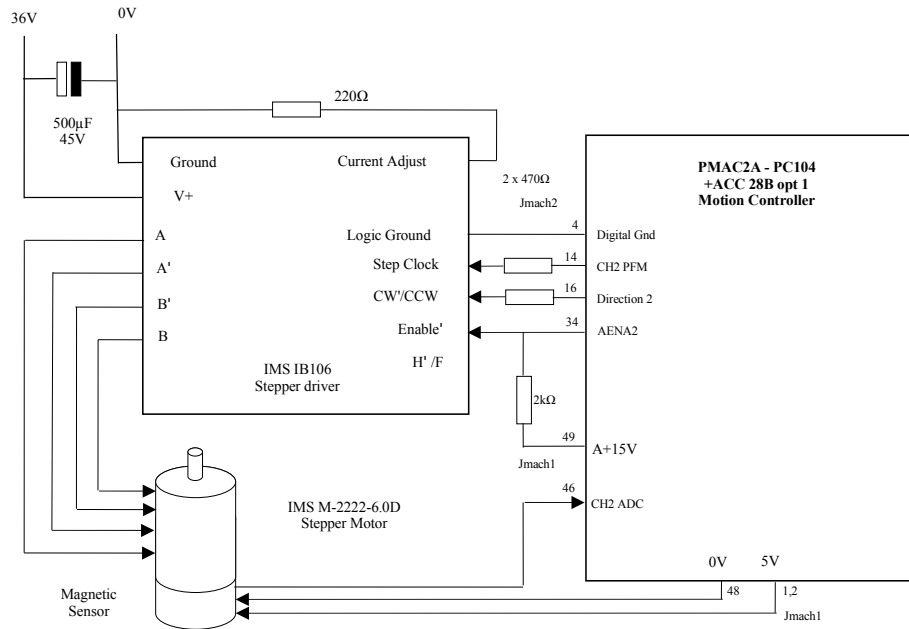 36V
0V
220Ω
500µF
45V
Ground
Current Adjust
V+
A
A'
B'
B
Logic Ground
Step Clock
CW'/CCW
Enable'
H' /F
IMS IB106
Stepper driver
2 x 470Ω
Jmach2
PMAC2A - PC104
+ACC 28B opt 1
Motion Controller
4
Digital Gnd
14
CH2 PFM
16
Direction 2
34
AENA2
2kΩ
49
A+15V
Jmach1
46
CH2 ADC
IMS M-2222-6.0D
Stepper Motor
Magnetic
Sensor
0V
5V
48
1,2
Jmach1